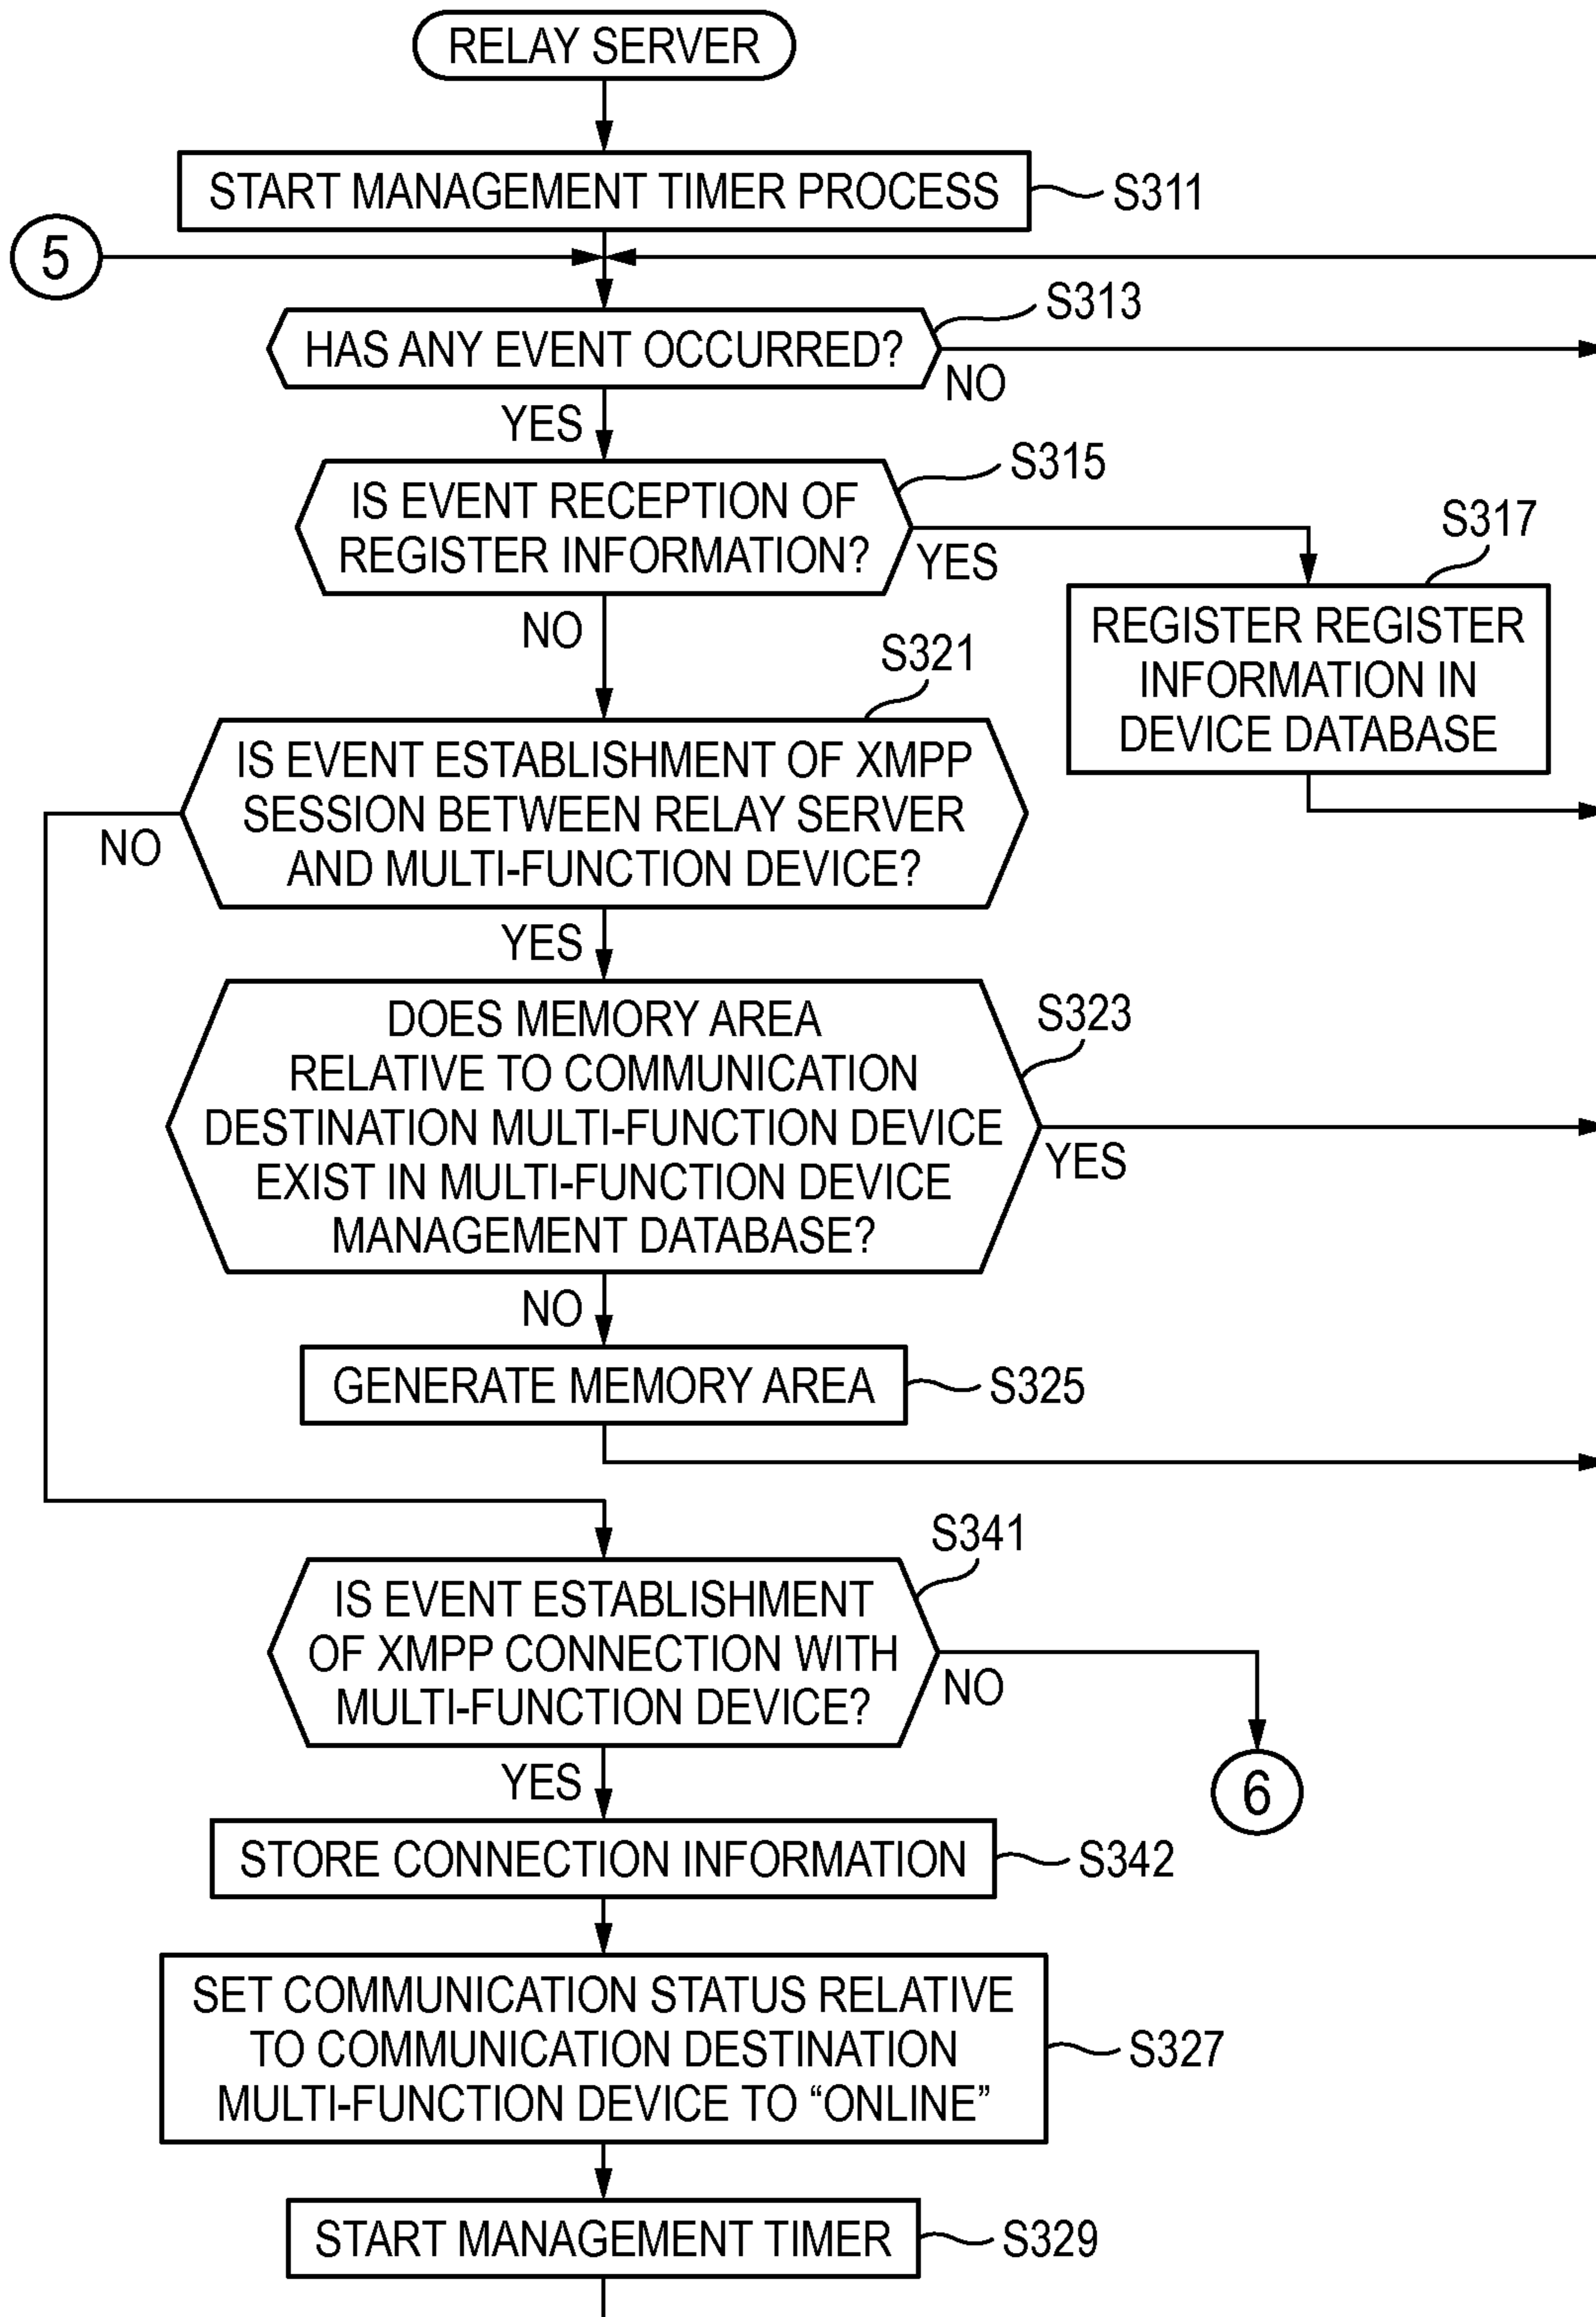 RELAY SERVER
START MANAGEMENT TIMER PROCESS
S311
5
HAS ANY EVENT OCCURRED?
S313
NO
YES
IS EVENT RECEPTION OF
REGISTER INFORMATION?
S315
YES
NO
S317
REGISTER REGISTER
INFORMATION IN
DEVICE DATABASE
S321
IS EVENT ESTABLISHMENT OF XMPP
SESSION BETWEEN RELAY SERVER
AND MULTI-FUNCTION DEVICE?
NO
YES
DOES MEMORY AREA
RELATIVE TO COMMUNICATION
DESTINATION MULTI-FUNCTION DEVICE
EXIST IN MULTI-FUNCTION DEVICE
MANAGEMENT DATABASE?
S323
YES
NO
GENERATE MEMORY AREA
S325
S341
IS EVENT ESTABLISHMENT
OF XMPP CONNECTION WITH
MULTI-FUNCTION DEVICE?
NO
6
YES
STORE CONNECTION INFORMATION
S342
SET COMMUNICATION STATUS RELATIVE
TO COMMUNICATION DESTINATION
MULTI-FUNCTION DEVICE TO “ONLINE”
S327
START MANAGEMENT TIMER
S329